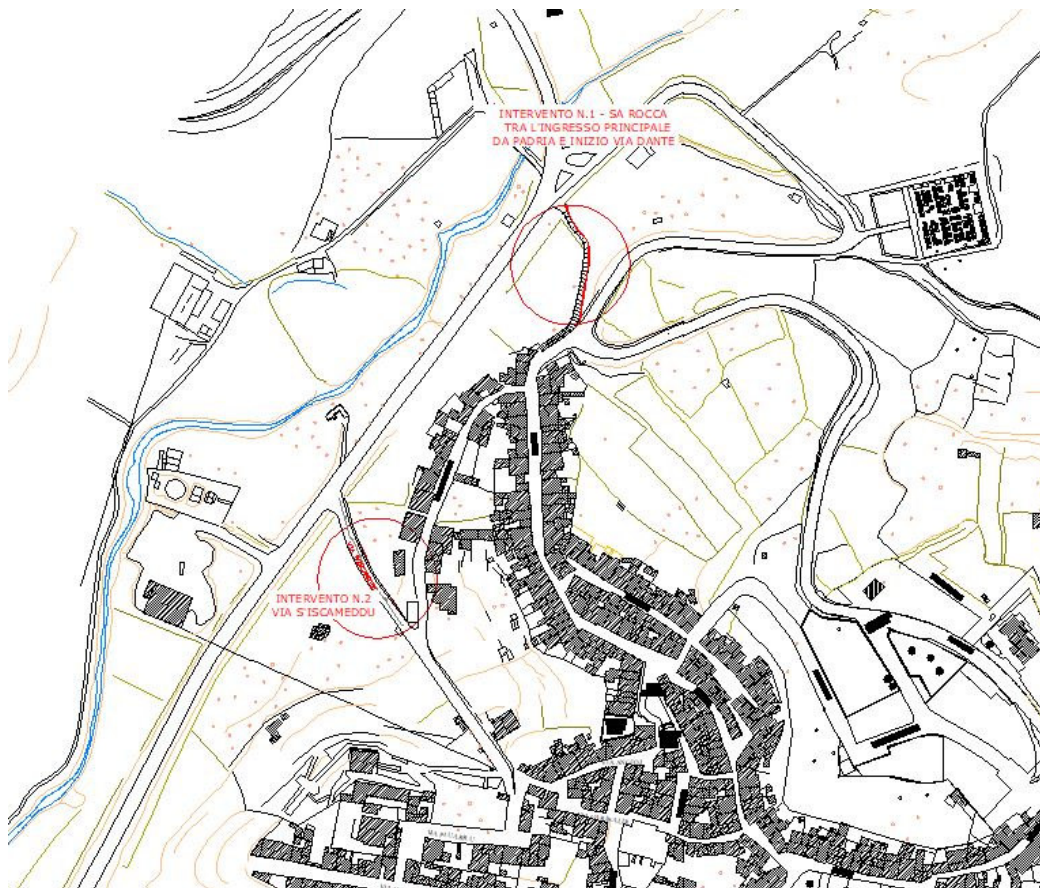 INTERVENTO N.1 - SA ROCCA
TRA L'INGRESSO PRINCIPALE
DA PADRIA E INIZIO VIA DANTE
INTERVENTO N.2
VIA S'ISCAMEDDU